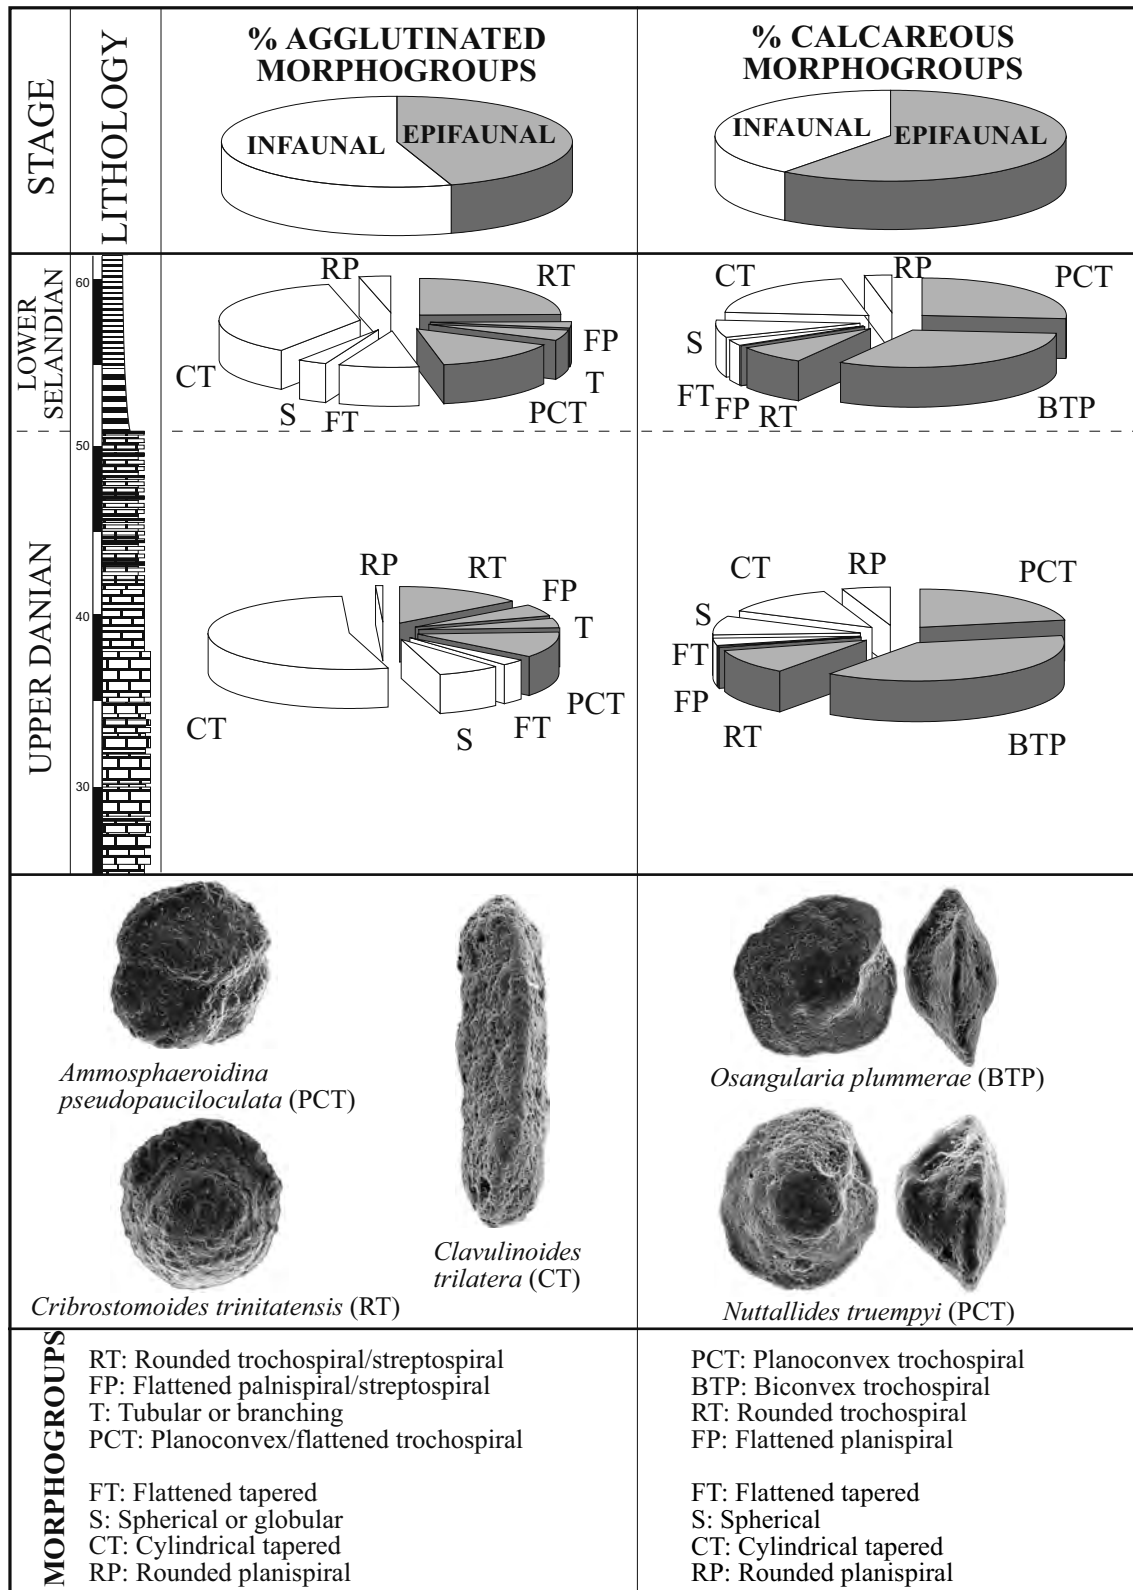 STAGE
LITHOLOGY
% AGGLUTINATED
MORPHOGROUPS
INFAUNAL
EPIFAUNAL
% CALCAREOUS
MORPHOGROUPS
INFAUNAL
EPIFAUNAL
LOWER
SELANDIAN
60
50
RP
RT
FP
T
PCT
FT
S
CT
CT
RP
PCT
S
FT
FP
RT
BTP
UPPER DANIAN
40
30
RP
RT
FP
T
PCT
FT
S
CT
CT
RP
PCT
S
FT
FP
RT
BTP
Ammosphaeroidina
pseudopauciloculata (PCT)
Cribrostomoides trinitatensis (RT)
Clavulinoides
trilatera (CT)
Osangularia plummerae (BTP)
Nuttallides truempyi (PCT)
MORPHOGROUPS
RT: Rounded trochospiral/streptospiral
FP: Flattened palnispiral/streptospiral
T: Tubular or branching
PCT: Planoconvex/flattened trochospiral
FT: Flattened tapered
S: Spherical or globular
CT: Cylindrical tapered
RP: Rounded planispiral
PCT: Planoconvex trochospiral
BTP: Biconvex trochospiral
RT: Rounded trochospiral
FP: Flattened planispiral
FT: Flattened tapered
S: Spherical
CT: Cylindrical tapered
RP: Rounded planispiral